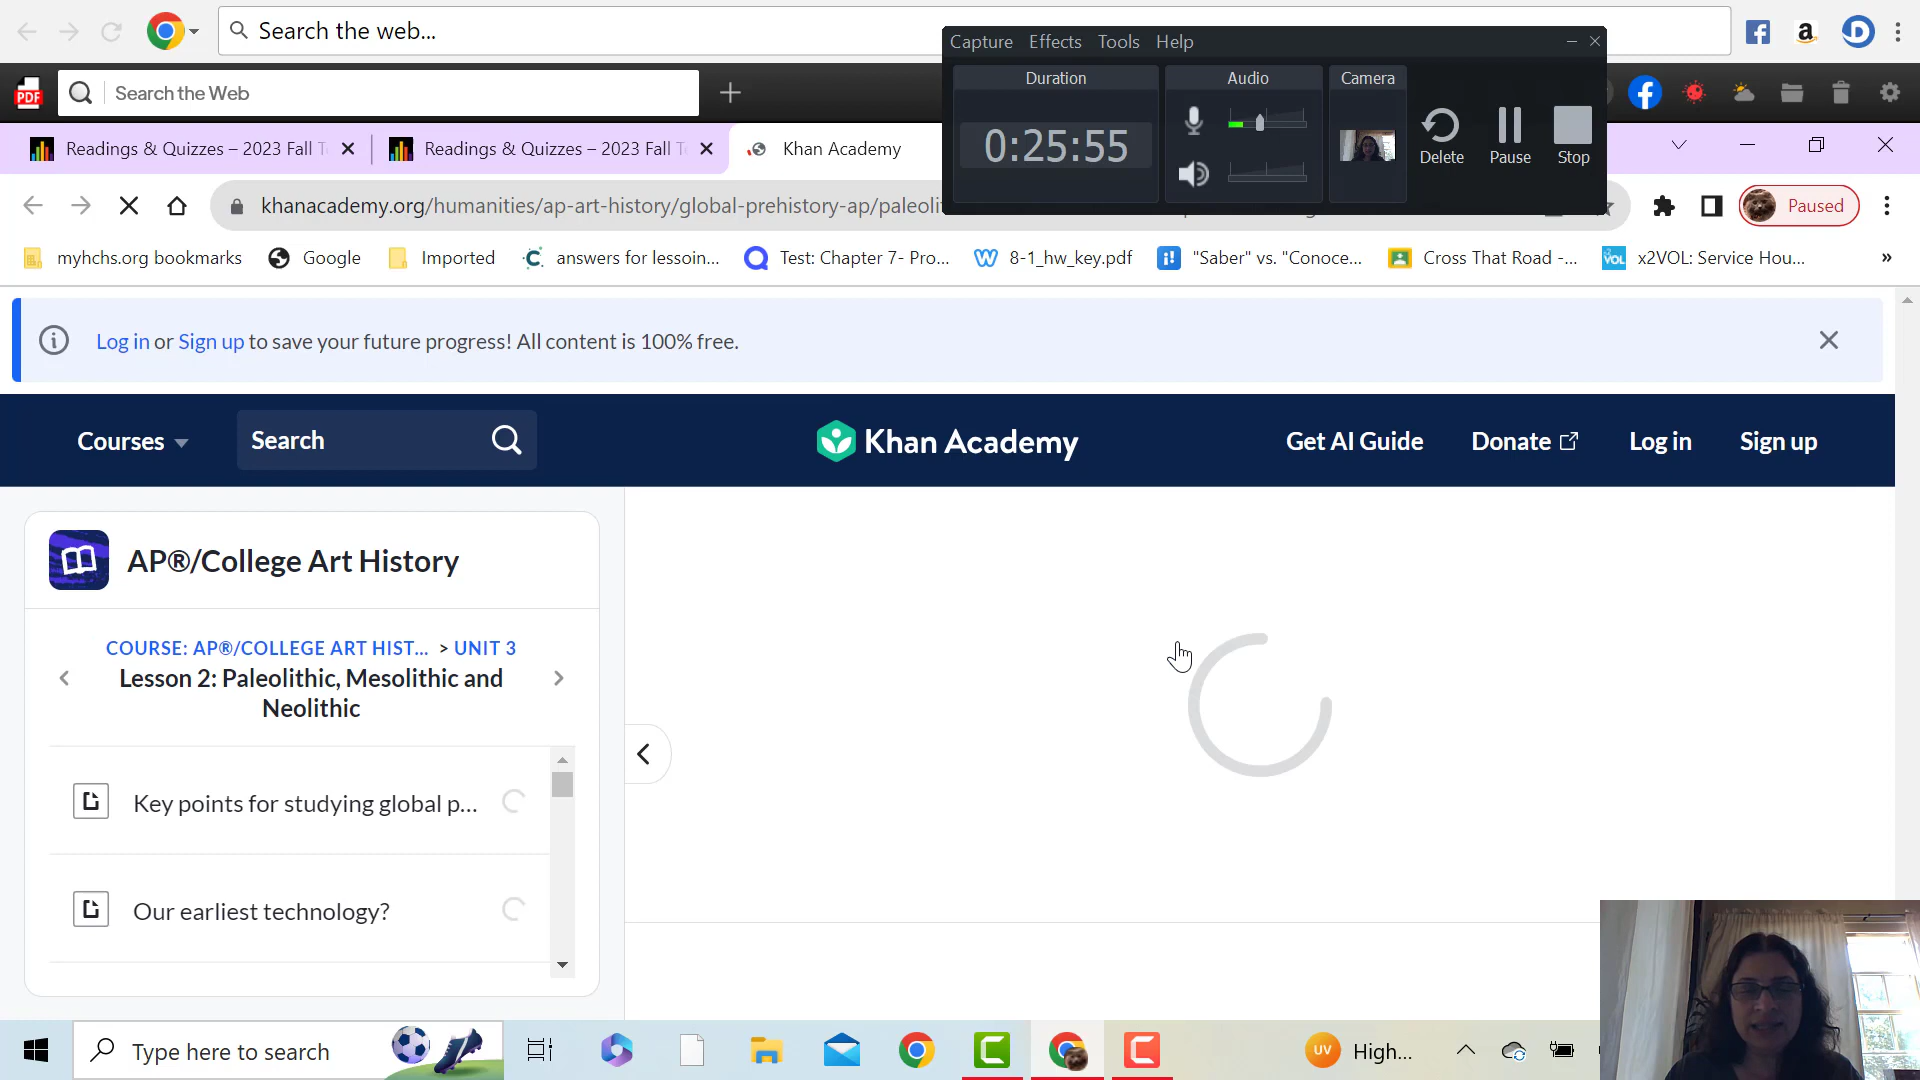 Search the web...
Capture Effects Tools Help
PDF
Search the Web
Duration
Audio
Camera
0:25:55
Delete
Pause
Stop
Readings & Quizzes – 2023 Fall T
Readings & Quizzes – 2023 Fall T
Khan Academy
khanacademy.org/humanities/ap-art-history/global-prehistory-ap/paleoli
Paused
myhchs.org bookmarks
Google
Imported
answers for lessoin...
Test: Chapter 7- Pro...
8-1_hw_key.pdf
"Saber" vs. "Conoce...
Cross That Road -...
VOL
x2VOL: Service Hou...
»
Log in or Sign up to save your future progress! All content is 100% free.
Courses
Search
Khan Academy
Get AI Guide
Donate
Log in
Sign up
AP®/College Art History
COURSE: AP®/COLLEGE ART HIST... > UNIT 3
Lesson 2: Paleolithic, Mesolithic and
Neolithic
Key points for studying global p...
Our earliest technology?
Type here to search
UV
High...